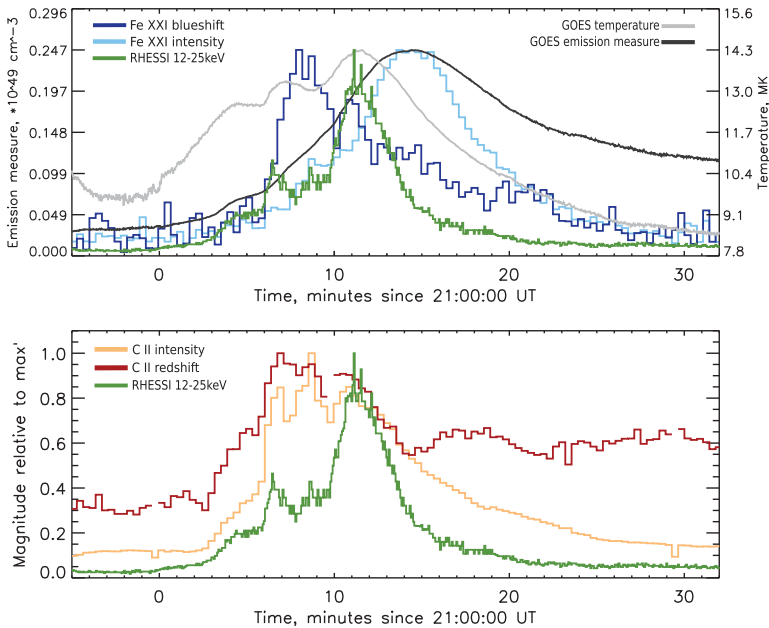 Fe XXI blueshift
Fe XXI intensity
RHESSI 12-25keV
GOES temperature
GOES emission measure
Emission measure, *10^49 cm^-3
0.296
0.247
0.197
0.148
0.099
0.049
0.000
15.6
14.3
13.0
11.7
10.4
9.1
7.8
Temperature, MK
0 10 20 30
Time, minutes since 21:00:00 UT
C II intensity
C II redshift
RHESSI 12-25keV
Magnitude relative to max'
1.0
0.8
0.6
0.4
0.2
0.0
0 10 20 30
Time, minutes since 21:00:00 UT